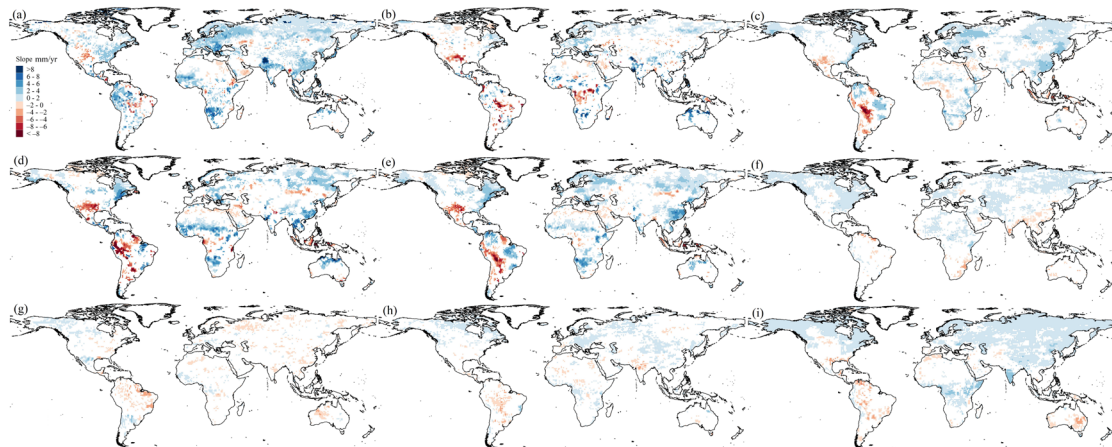 (a)
(b)
(c)
Slope mm/yr
>8
6 - 8
4 - 6
2 - 4
0 - 2
-2 - 0
-4 - -2
-6 - -4
-8 - -6
< -8
(d)
(e)
(f)
(g)
(h)
(i)